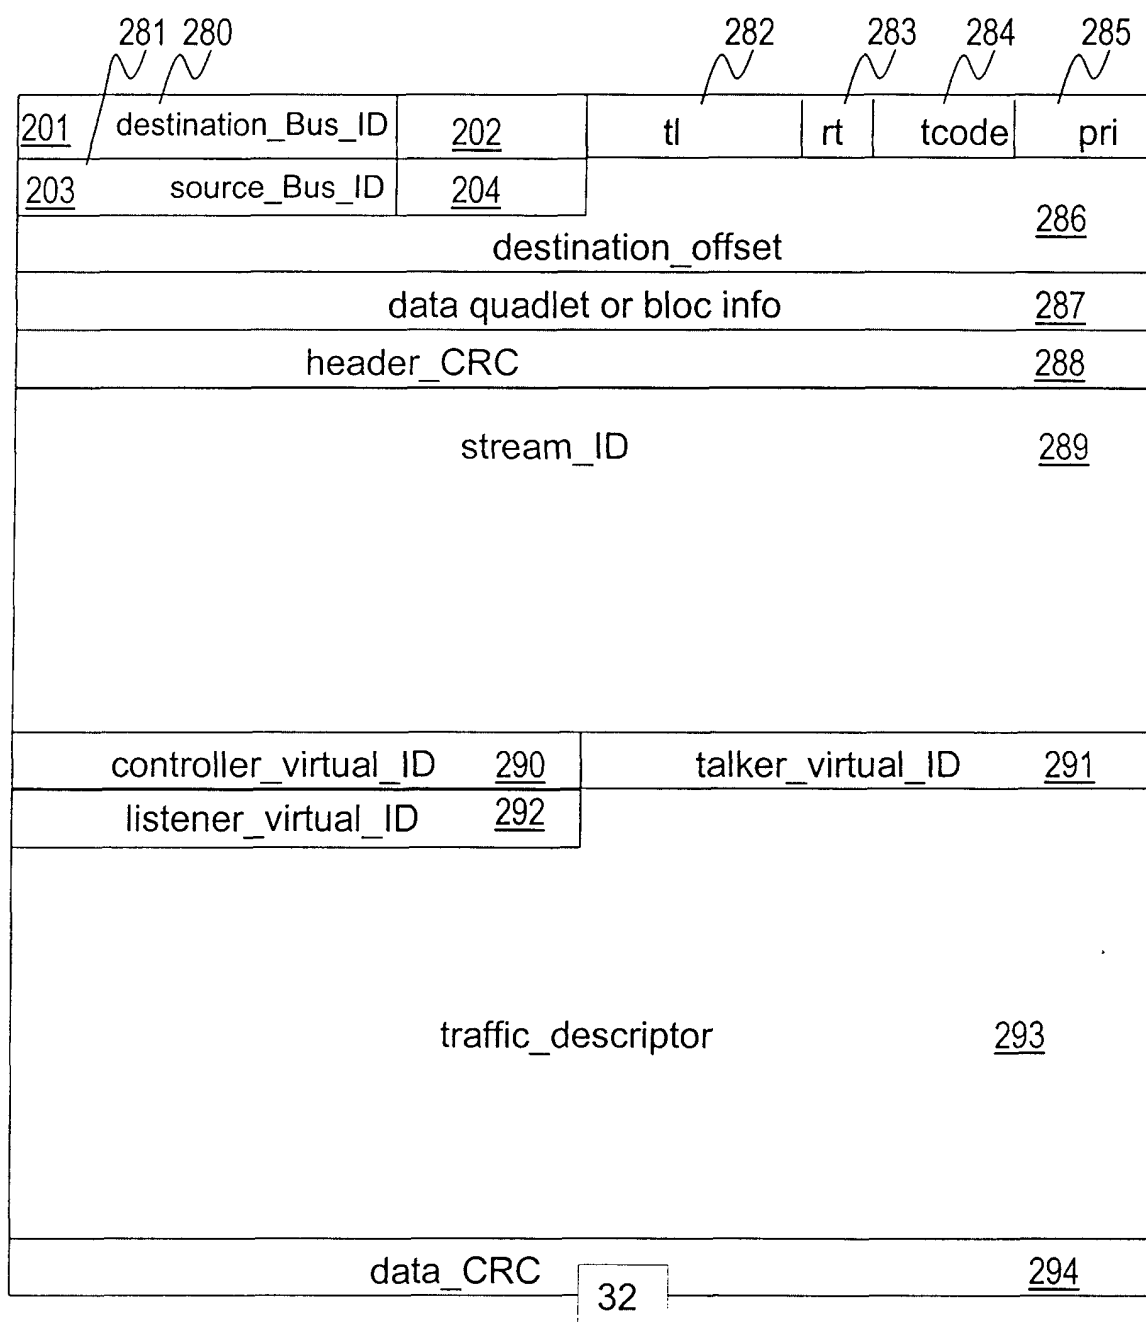 281 280 282 283 284 285
201 destination_Bus_ID 202 tl rt tcode pri
203 source_Bus_ID 204
286
destination_offset
data quadlet or bloc info 287
header_CRC 288
stream_ID 289
controller_virtual_ID 290 talker_virtual_ID 291
listener_virtual_ID 292
traffic_descriptor 293
data_CRC 294
32